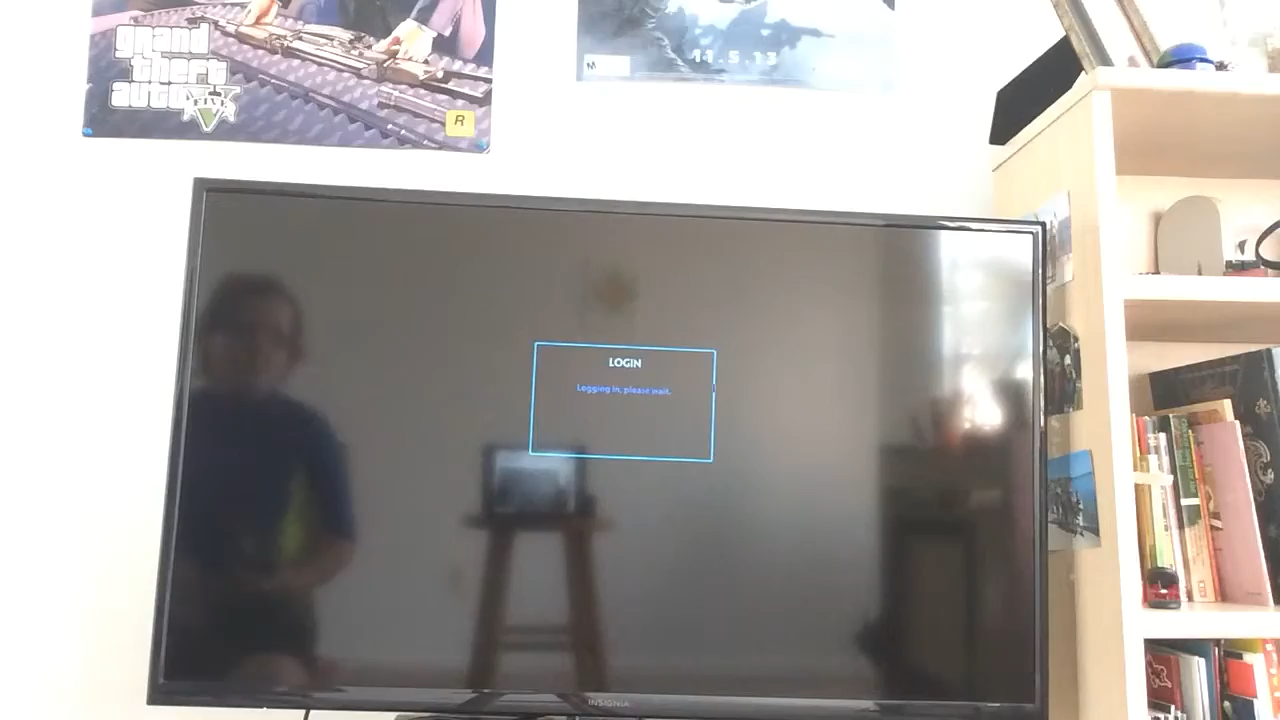 grand
theft
auto
FIVE
R
M
11.5.13
LOGIN
Logging in, please wait.
INSIGNIA